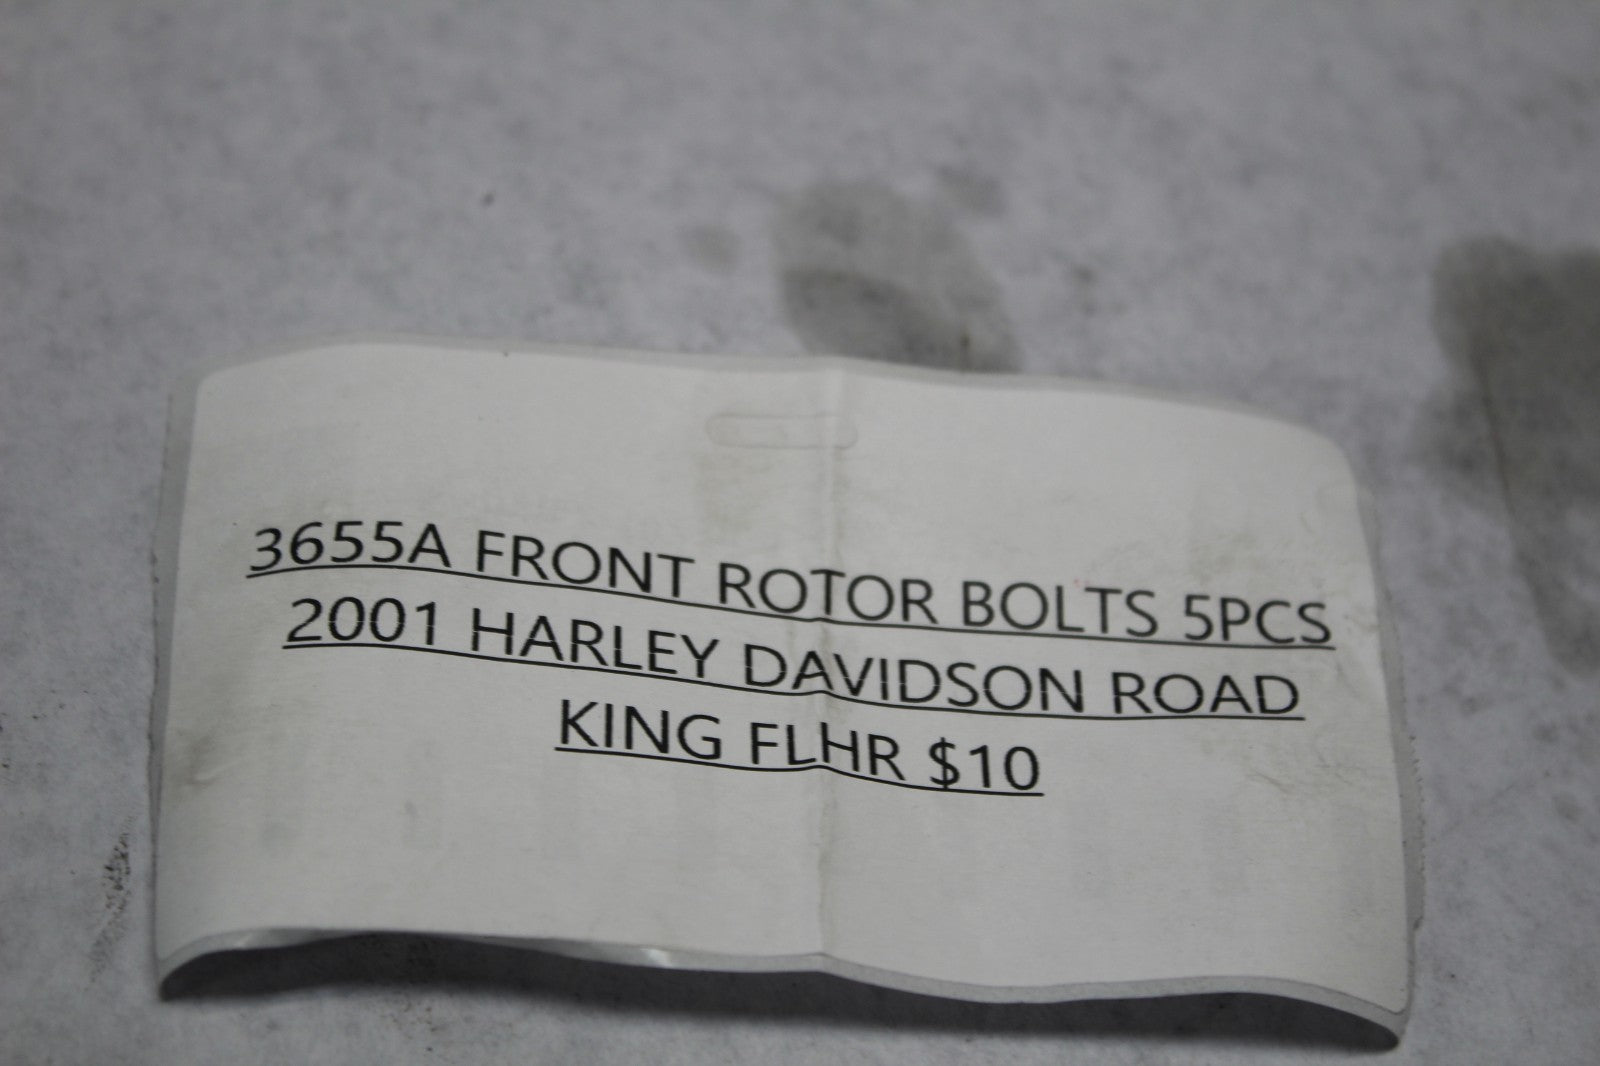 3655A FRONT ROTOR BOLTS 5PCS
2001 HARLEY DAVIDSON ROAD
KING FLHR $10